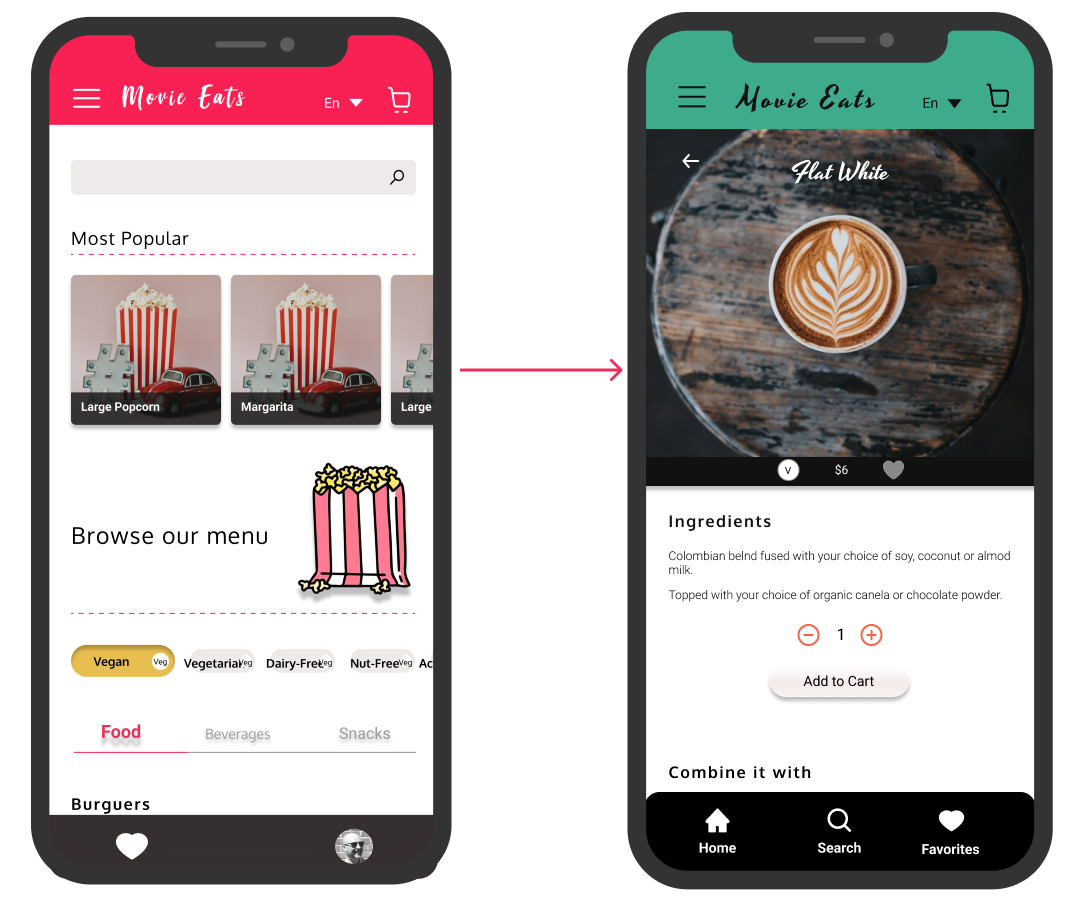 Movie Eats
En
Most Popular
Large Popcorn
Margarita
Large
Browse our menu
Vegan
Veg
Vegetarian
Veg
Dairy-Free
Veg
Nut-Free
Veg
Ac
Food
Beverages
Snacks
Burguers
Movie Eats
En
Flat White
V
$6
Ingredients
Colombian belnd fused with your choice of soy, coconut or almod
milk.
Topped with your choice of organic canela or chocolate powder.
1
Add to Cart
Combine it with
Home
Search
Favorites